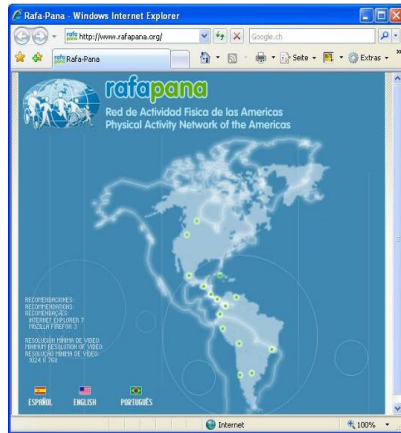 Rafa-Pana - Windows Internet Explorer
http://www.rafapana.org/
Google.ch
Rafa-Pana
Seite
Extras
rafapana
Red de Actividad Fisica de las Americas
Physical Activity Network of the Americas
RECOMENDACIONES:
RECOMMENDATIONS:
RECOMENDAÇÕES:
INTERNET EXPLORER 7
MOZILLA FIREFOX 3
RESOLUCIÓN MÍNIMA DE VIDEO
MINIMUM RESOLUTION OF VIDEO
RESOLUÇÃO MÍNIMA DE VÍDEO:
1024 X 768
ESPAÑOL
ENGLISH
PORTUGUÊS
Internet
100%